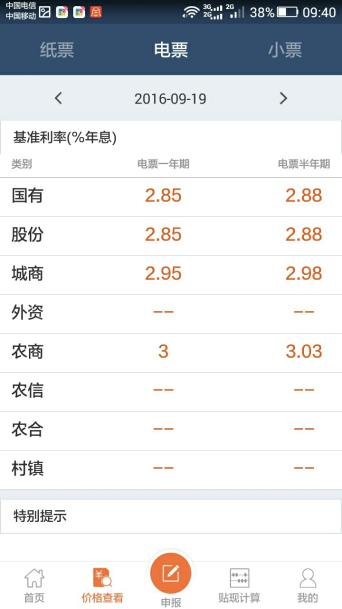 中国电信
中国移动
3G 2G
2G
38% 09:40
纸票 电票 小票
2016-09-19
基准利率(%年息)
类别 电票一年期 电票半年期
国有 2.85 2.88
股份 2.85 2.88
城商 2.95 2.98
外资 -- --
农商 3 3.03
农信 -- --
农合 -- --
村镇 -- --
特别提示
首页 价格查看 申报 贴现计算 我的